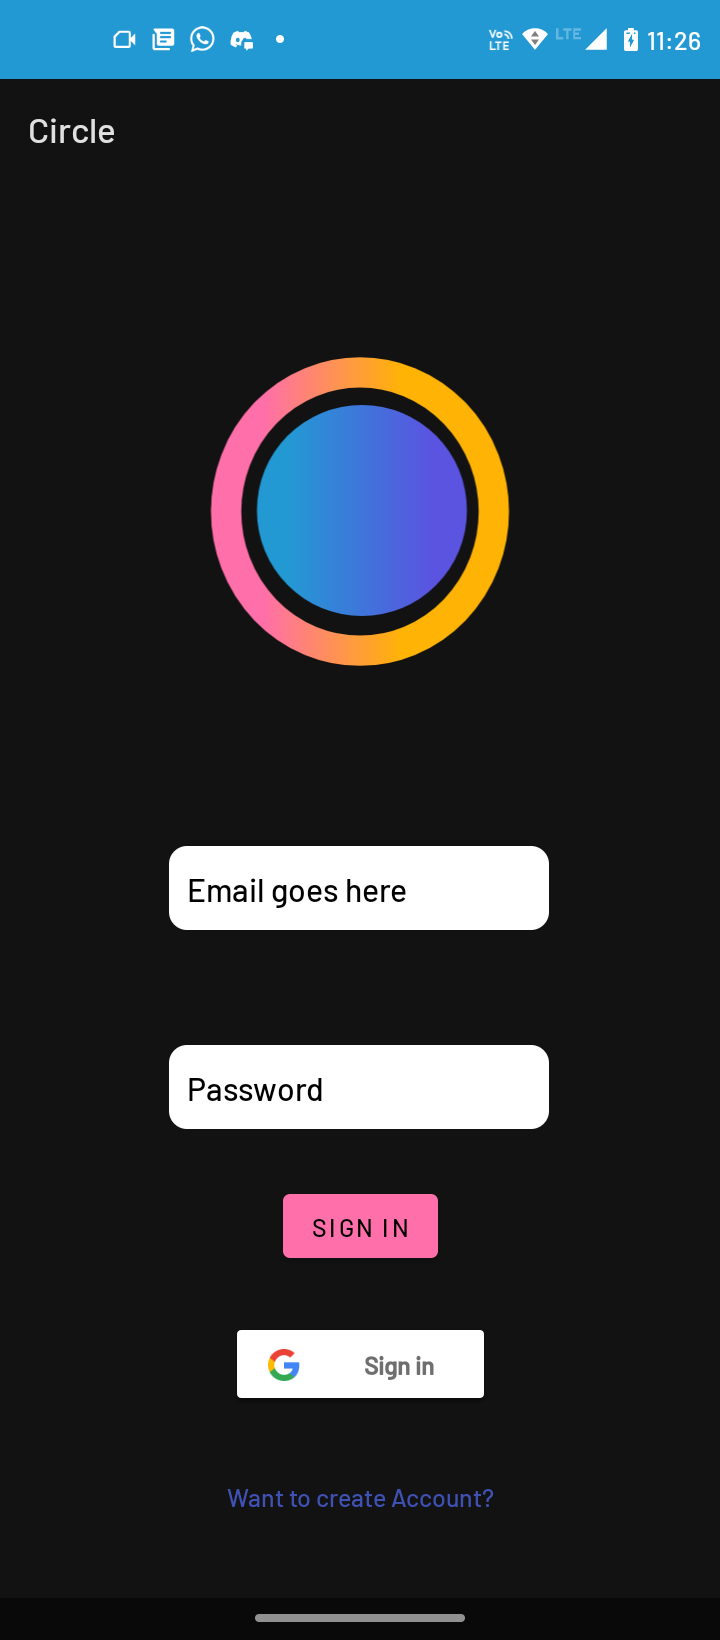 Vo LTE LTE 11:26
Circle
Email goes here
Password
SIGN IN
Sign in
Want to create Account?